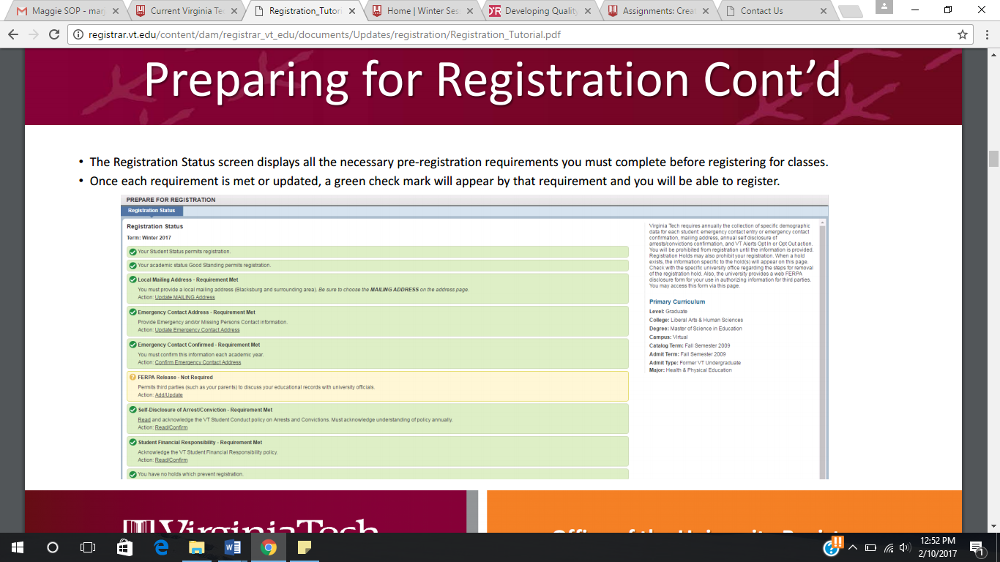 Maggie SOP - mar
Current Virginia Te
Registration_Tutor
Home | Winter Ses
Developing Quality
Assignments: Crea
Contact Us
registrar.vt.edu/content/dam/registrar_vt_edu/documents/Updates/registration/Registration_Tutorial.pdf
Preparing for Registration Cont’d
• The Registration Status screen displays all the necessary pre-registration requirements you must complete before registering for classes.
• Once each requirement is met or updated, a green check mark will appear by that requirement and you will be able to register.
PREPARE FOR REGISTRATION
Registration Status
Registration Status
Term: Winter 2017
Your Student Status permits registration.
Your academic status Good Standing permits registration.
Local Mailing Address - Requirement Met
You must provide a local mailing address (Blacksburg and surrounding area). Be sure to choose the MAILING ADDRESS on the address page.
Action: Update MAILING Address
Emergency Contact Address - Requirement Met
Provide Emergency and/or Missing Persons Contact information.
Action: Update Emergency Contact Address
Emergency Contact Confirmed - Requirement Met
You must confirm this information each academic year.
Action: Confirm Emergency Contact Address
FERPA Release - Not Required
Permits third parties (such as your parents) to discuss your educational records with university officials.
Action: Add/Update
Self-Disclosure of Arrest/Conviction - Requirement Met
Read and acknowledge the VT Student Conduct policy on Arrests and Convictions. Must acknowledge understanding of policy annually.
Action: Read/Confirm
Student Financial Responsibility - Requirement Met
Acknowledge the VT Student Financial Responsibility policy.
Action: Read/Confirm
You have no holds which prevent registration.
Virginia Tech requires annually the collection of specific demographic
data for each student: emergency contact entry or emergency contact
confirmation, mailing address, annual self disclosure of
arrests/convictions confirmation, and VT Alerts Opt In or Opt Out action.
You will be prohibited from registration until the information is provided.
Registration Holds may also prohibit your registration. When a hold
exists, the information specific to the hold(s) will appear on this page.
Check with the specific university office regarding the steps for removal
of the registration hold. Also, the university provides a web FERPA
disclosure form for your use in authorizing information for third parties.
You may access this form via this page.
Primary Curriculum
Level: Graduate
College: Liberal Arts & Human Sciences
Degree: Master of Science in Education
Campus: Virtual
Catalog Term: Fall Semester 2009
Admit Term: Fall Semester 2009
Admit Type: Former VT Undergraduate
Major: Health & Physical Education
VirginiaTech
Office of the University Registrar
12:52 PM
2/10/2017
1